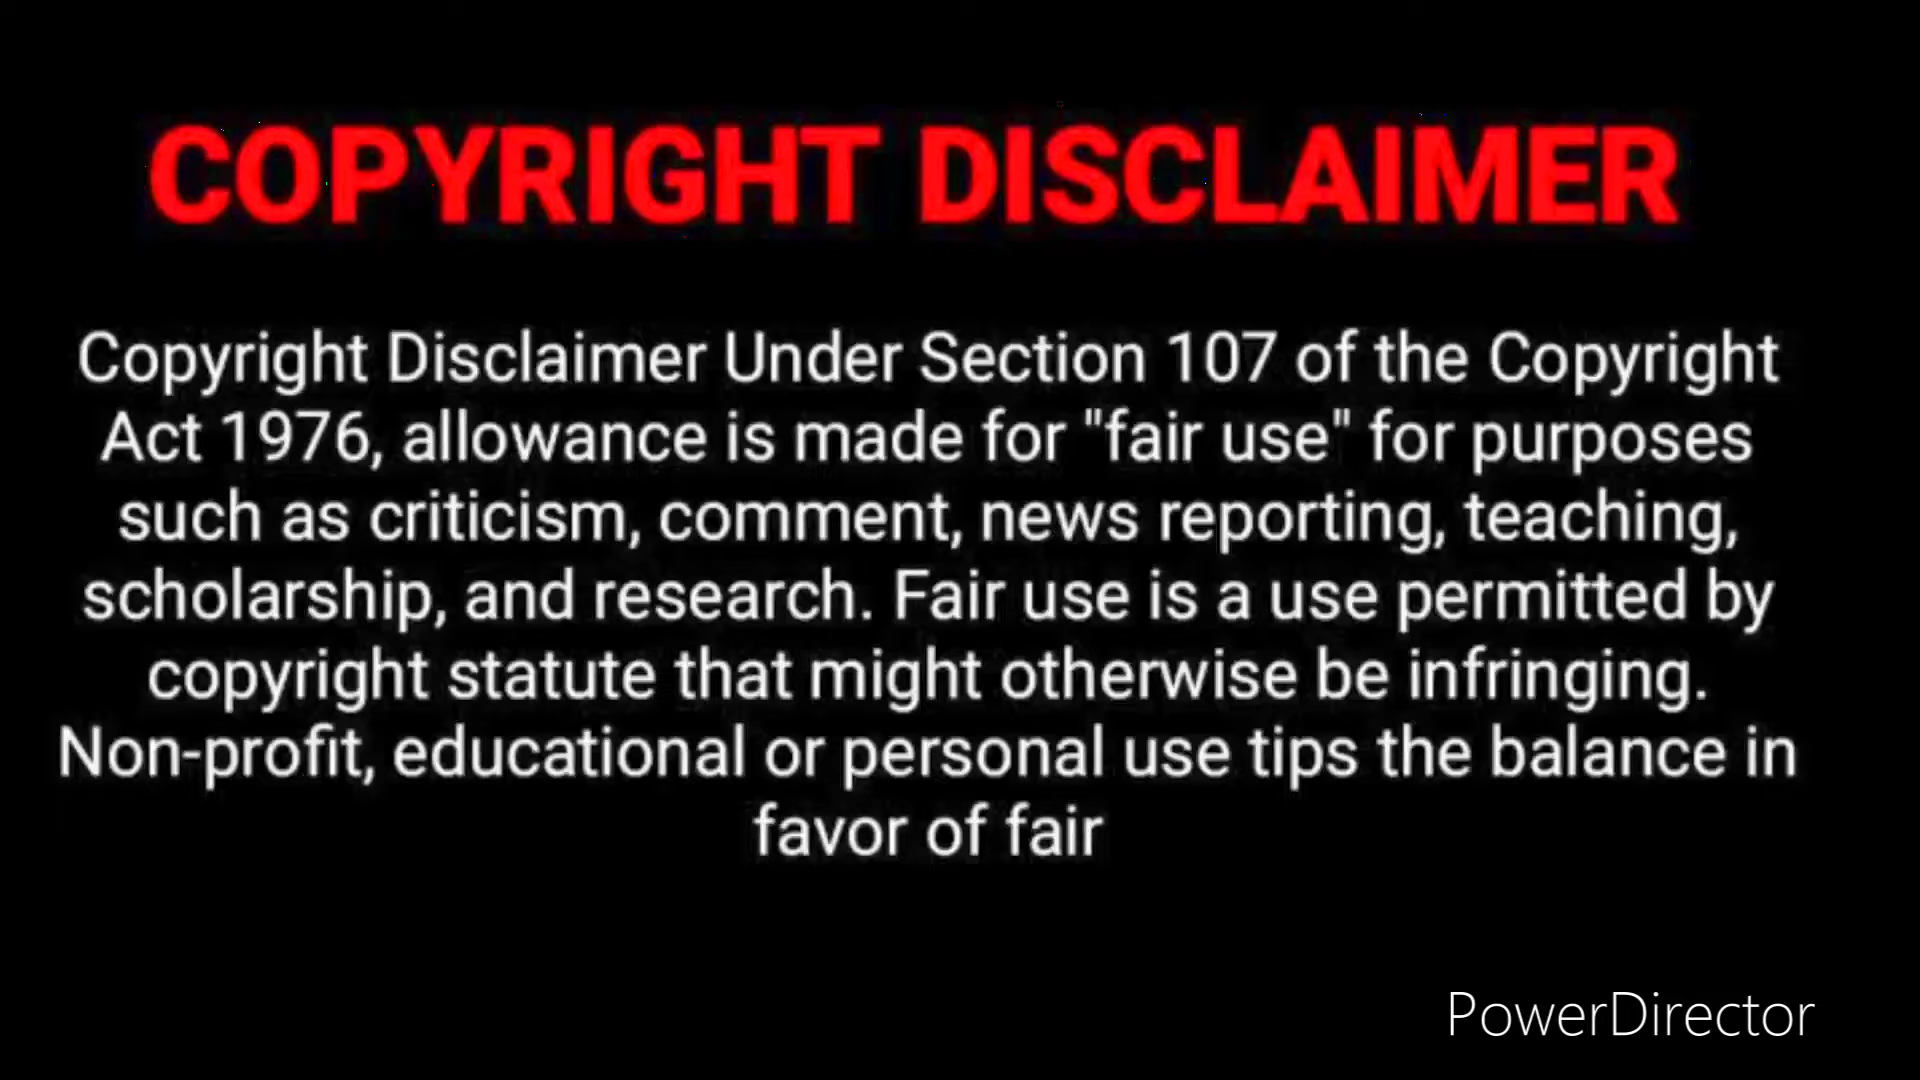 COPYRIGHT DISCLAIMER
Copyright Disclaimer Under Section 107 of the Copyright
Act 1976, allowance is made for "fair use" for purposes
such as criticism, comment, news reporting, teaching,
scholarship, and research. Fair use is a use permitted by
copyright statute that might otherwise be infringing.
Non-profit, educational or personal use tips the balance in
favor of fair
PowerDirector